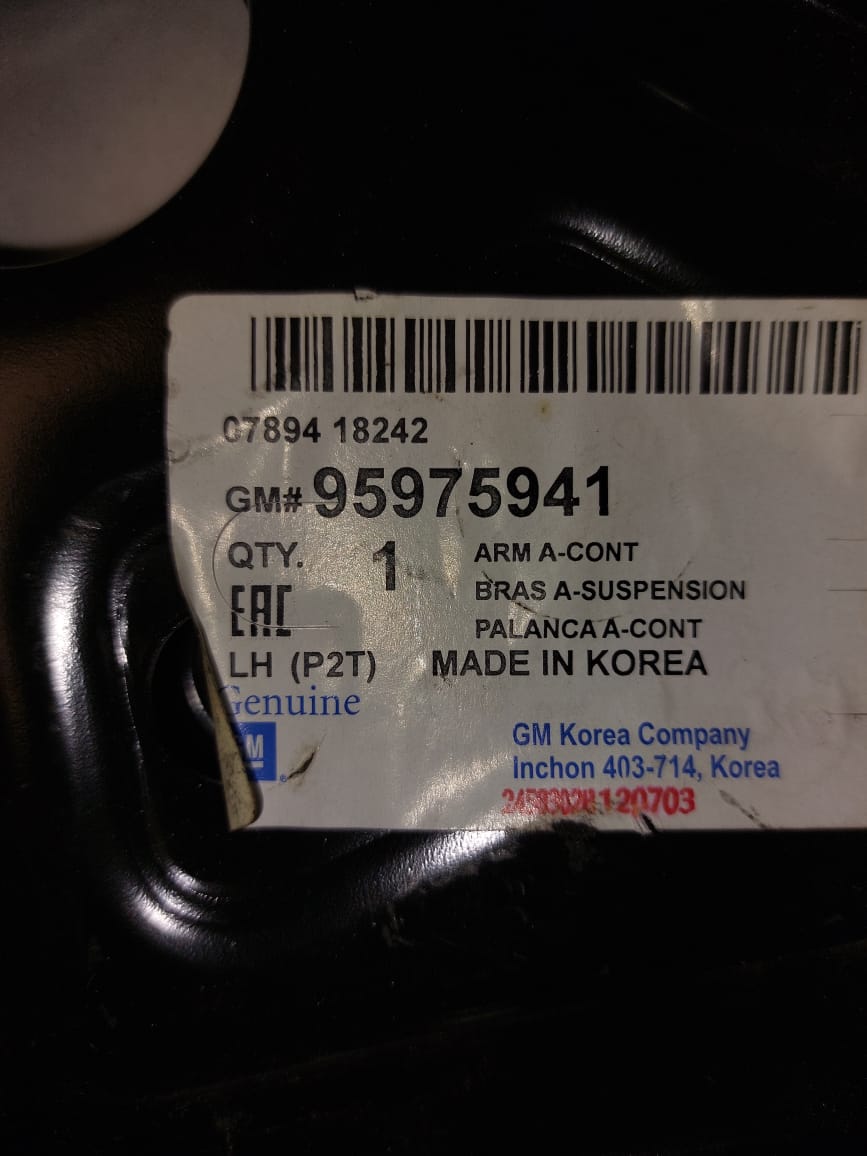 07894 18242
GM# 95975941
QTY. 1
ARM A-CONT
BRAS A-SUSPENSION
EAC
PALANCA A-CONT
LH (P2T) MADE IN KOREA
Genuine
GM
GM Korea Company
Inchon 403-714, Korea
120703